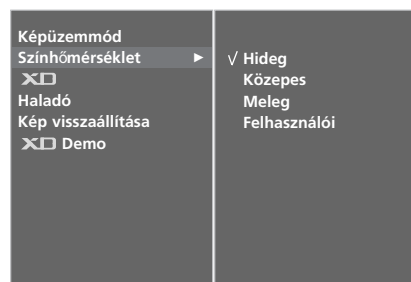 Képüzemmód
Színhőmérséklet ►
XD
Haladó
Kép visszaállítása
XD Demo
√ Hideg
Közepes
Meleg
Felhasználói